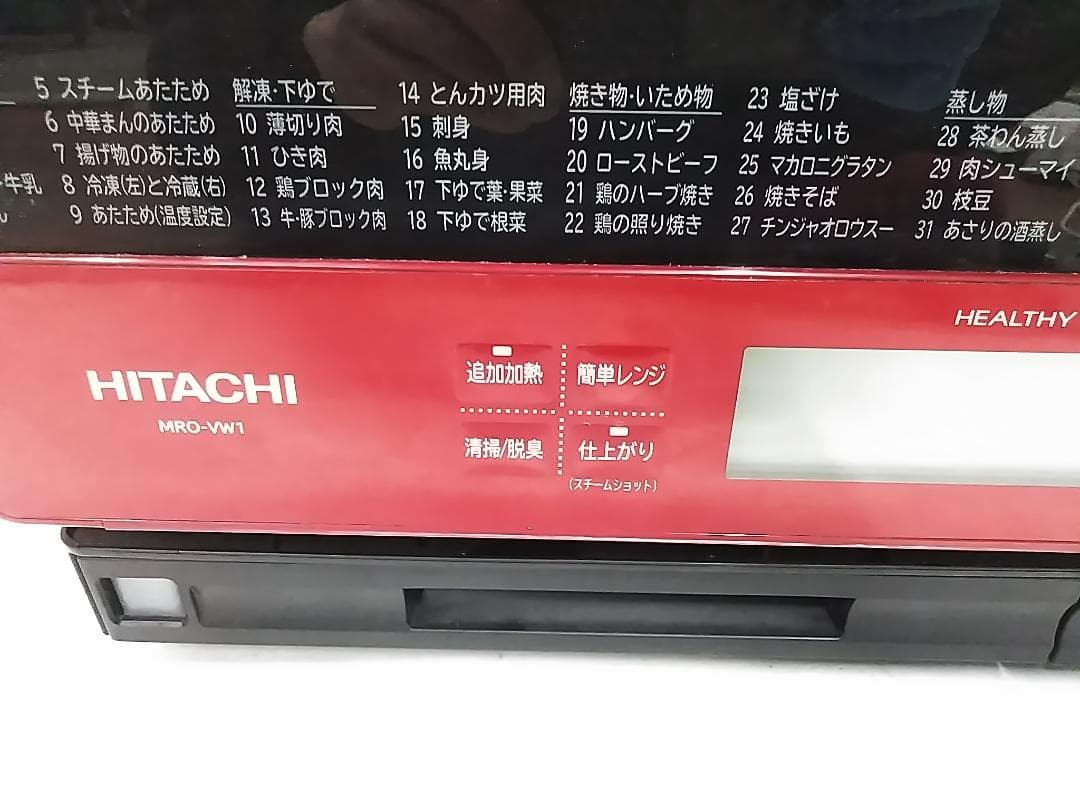 5 スチームあたため
6 中華まんのあたため
7 揚げ物のあたため
牛乳
8 冷凍(左)と冷蔵(右)
9 あたため(温度設定)
解凍・下ゆで
10 薄切り肉
11 ひき肉
12 鶏ブロック肉
13 牛・豚ブロック肉
14 とんカツ用肉
15 刺身
16 魚丸身
17 下ゆで葉・果菜
18 下ゆで根菜
焼き物・いため物
19 ハンバーグ
20 ローストビーフ
21 鶏のハーブ焼き
22 鶏の照り焼き
23 塩ざけ
24 焼きいも
25 マカロニグラタン
26 焼きそば
27 チンジャオロウスー
蒸し物
28 茶わん蒸し
29 肉シューマイ
30 枝豆
31 あさりの酒蒸し
HEALTHY
HITACHI
MRO-VW1
追加加熱
簡単レンジ
清掃/脱臭
仕上がり
(スチームショット)